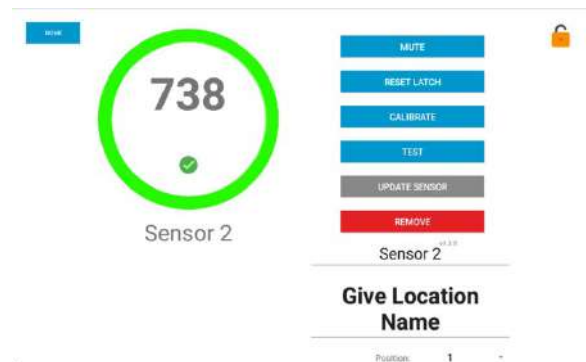 HOME
738
Sensor 2
MUTE
RESET LATCH
CALIBRATE
TEST
UPDATE SENSOR
REMOVE
Sensor 2
Give Location
Name
Position: 1